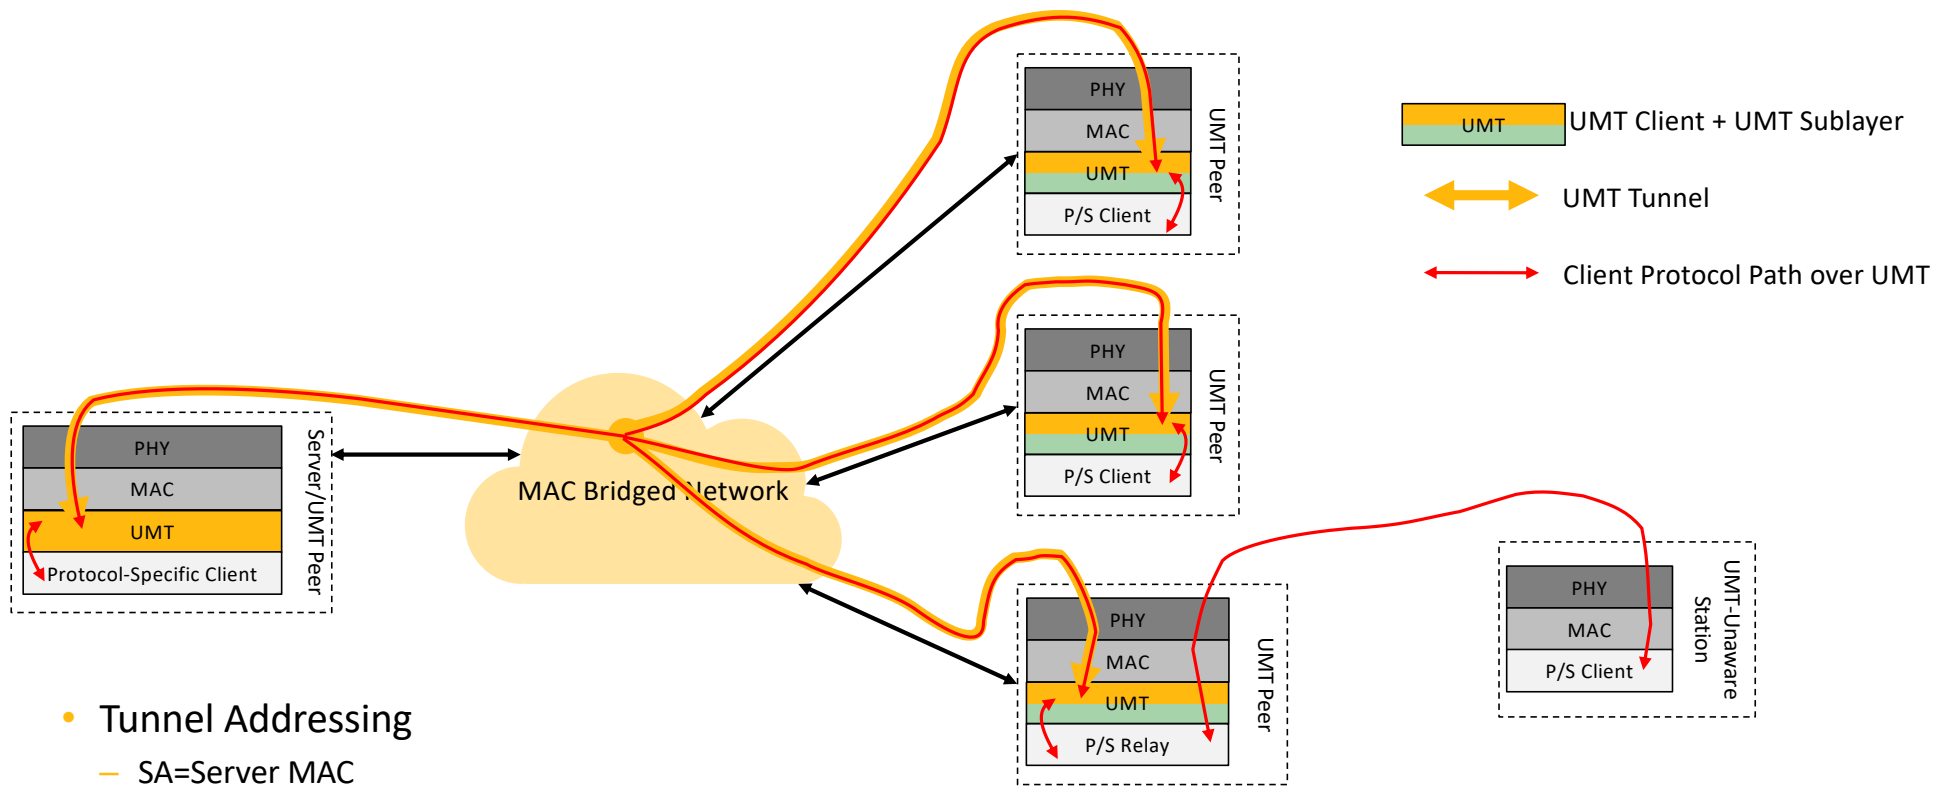 PHY
MAC
UMT
P/S Client
UMT Peer
UMT
UMT Client + UMT Sublayer
UMT Tunnel
Client Protocol Path over UMT
PHY
MAC
UMT
P/S Client
UMT Peer
PHY
MAC
UMT
Protocol-Specific Client
Server/UMT Peer
MAC Bridged Network
PHY
MAC
UMT
P/S Relay
UMT Peer
PHY
MAC
P/S Client
UMT-Unaware
Station
• Tunnel Addressing
– SA=Server MAC